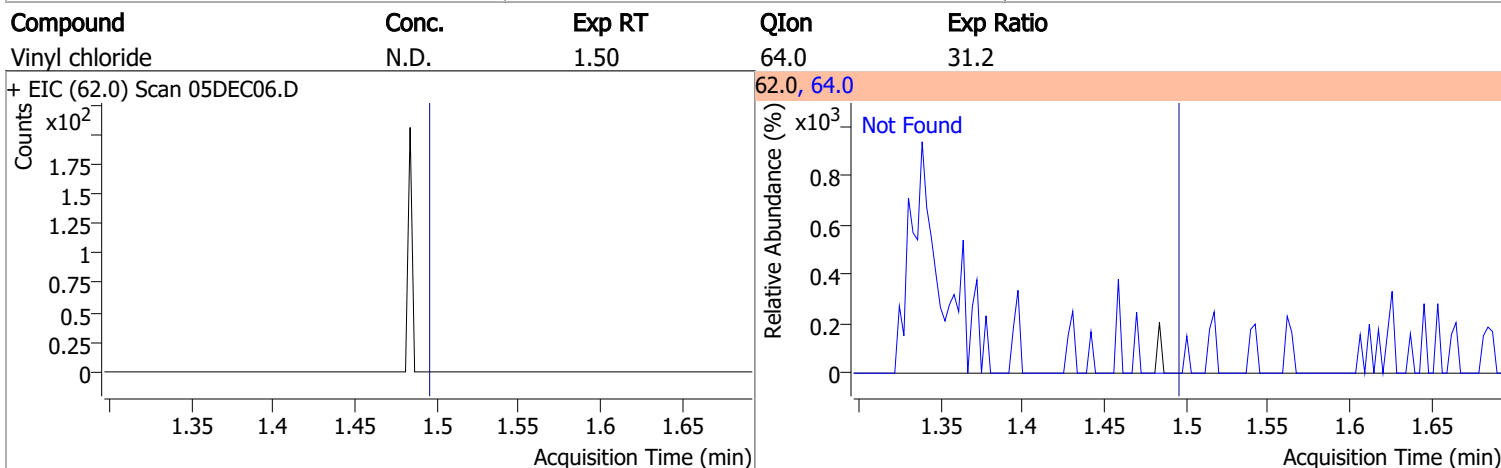 Compound Conc. Exp RT QIon Exp Ratio
Vinyl chloride N.D. 1.50 64.0 31.2
+ EIC (62.0) Scan 05DEC06.D
62.0, 64.0
Counts
x10²
1.75
1.5
1.25
1
0.75
0.5
0.25
0
1.35 1.4 1.45 1.5 1.55 1.6 1.65
Acquisition Time (min)
Relative Abundance (%)
x10³
Not Found
0.8
0.6
0.4
0.2
0
1.35 1.4 1.45 1.5 1.55 1.6 1.65
Acquisition Time (min)